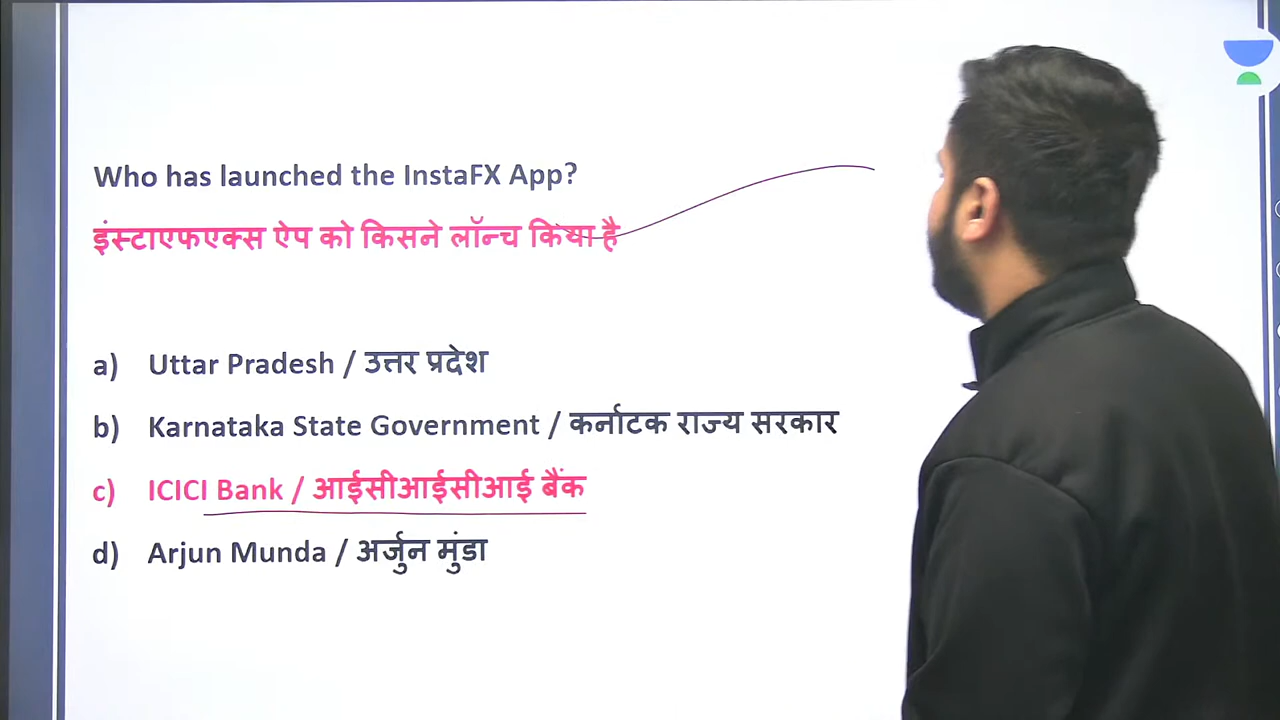 Who has launched the InstaFX App?
इंस्टाएफएक्स ऐप को किसने लॉन्च किया है
a) Uttar Pradesh / उत्तर प्रदेश
b) Karnataka State Government / कर्नाटक राज्य सरकार
c) ICICI Bank / आईसीआईसीआई बैंक
d) Arjun Munda / अर्जुन मुंडा